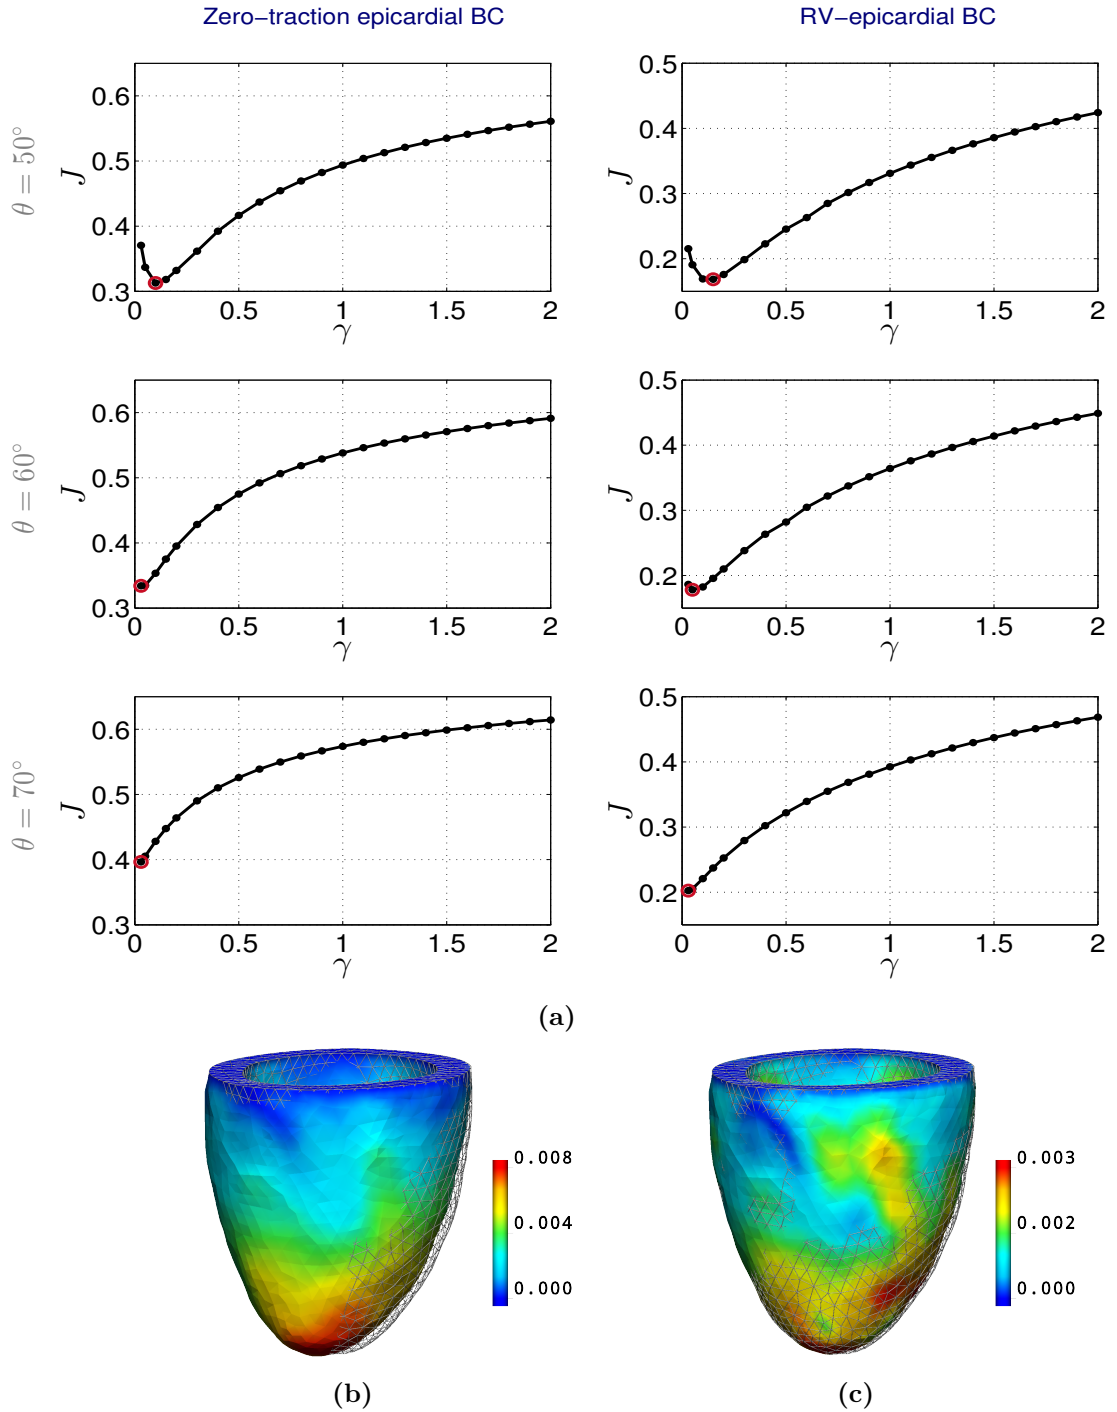 Zero−traction epicardial BC RV−epicardial BC
θ = 50°
J
0.6
0.5
0.4
0.3
0 0.5 1 1.5 2
γ
J
0.5
0.4
0.3
0.2
0 0.5 1 1.5 2
γ
θ = 60°
J
0.6
0.5
0.4
0.3
0 0.5 1 1.5 2
γ
J
0.5
0.4
0.3
0.2
0 0.5 1 1.5 2
γ
θ = 70°
J
0.6
0.5
0.4
0.3
0 0.5 1 1.5 2
γ
J
0.5
0.4
0.3
0.2
0 0.5 1 1.5 2
γ
(a)
0.008
0.004
0.000
(b)
0.003
0.002
0.000
(c)